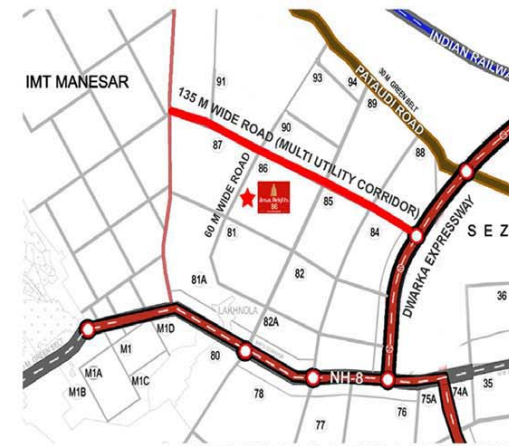 INDIAN RAILWA
IMT MANESAR
91
93
94
30 M. GREEN BELT
PATAUDI ROAD
89
135 M WIDE ROAD (MULTI UTILITY CORRIDOR)
90
87
88
86
60 M WIDE ROAD
86
85
84
81
S E Z
DWARKA EXPRESSWAY
81A
82
36
LAKHNOLA
82A
M1D
M1
80
M1A
M1C
M1B
78
NH-8
76
75A
74A
35
77